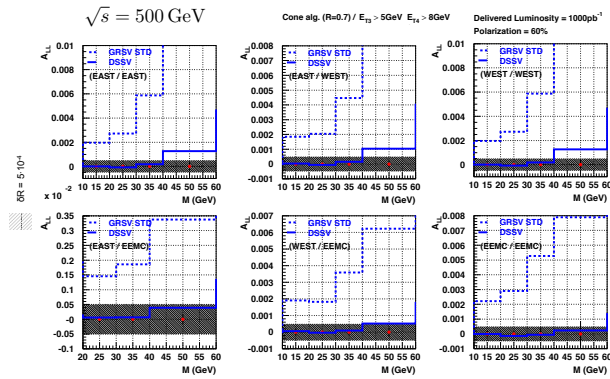 √s = 500 GeV
Cone alg. (R=0.7) / E_T3 > 5GeV E_T4 > 8GeV
Delivered Luminosity = 1000pb⁻¹
Polarization = 60%
A_LL
0.01
0.008
0.006
0.004
0.002
0
GRSV STD
DSSV
(EAST / EAST)
10 15 20 25 30 35 40 45 50 55 60
M (GeV)
A_LL
0.008
0.007
0.006
0.005
0.004
0.003
0.002
0.001
0
-0.001
GRSV STD
DSSV
(EAST / WEST)
10 15 20 25 30 35 40 45 50 55 60
M (GeV)
A_LL
0.01
0.008
0.006
0.004
0.002
0
GRSV STD
DSSV
(WEST / WEST)
10 15 20 25 30 35 40 45 50 55 60
M (GeV)
δR = 5·10⁻⁴
x 10⁻²
A_LL
0.35
0.3
0.25
0.2
0.15
0.1
0.05
-0
-0.05
-0.1
GRSV STD
DSSV
(EAST / EEMC)
20 25 30 35 40 45 50 55 60
M (GeV)
A_LL
0.007
0.006
0.005
0.004
0.003
0.002
0.001
0
-0.001
GRSV STD
DSSV
(WEST / EEMC)
10 15 20 25 30 35 40 45 50 55 60
M (GeV)
A_LL
0.008
0.007
0.006
0.005
0.004
0.003
0.002
0.001
0
-0.001
GRSV STD
DSSV
(EEMC / EEMC)
10 15 20 25 30 35 40 45 50 55 60
M (GeV)